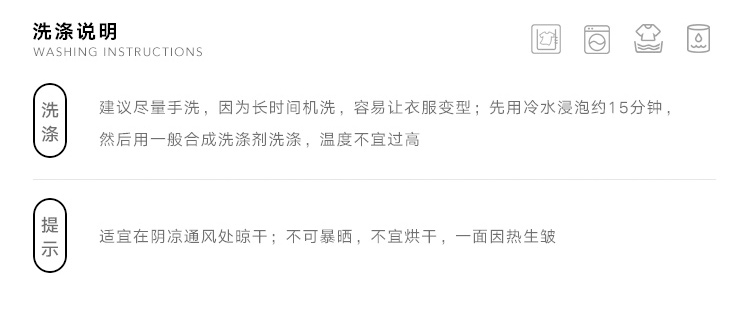 洗涤说明
WASHING INSTRUCTIONS
洗涤
建议尽量手洗，因为长时间机洗，容易让衣服变型；先用冷水浸泡约15分钟，
然后用一般合成洗涤剂洗涤，温度不宜过高
提示
适宜在阴凉通风处晾干；不可暴晒，不宜烘干，一面因热生皱